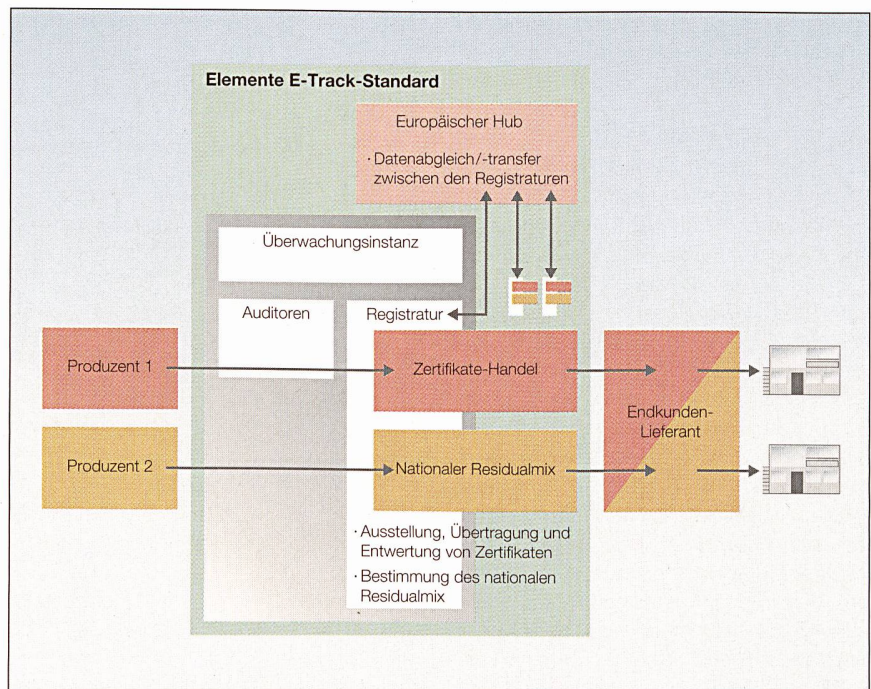 Elemente E-Track-Standard
Europäischer Hub
· Datenabgleich/-transfer
zwischen den Registraturen
Überwachungsinstanz
Auditoren
Registratur
Produzent 1
Zertifikate-Handel
Endkunden-
Lieferant
Produzent 2
Nationaler Residualmix
· Ausstellung, Übertragung und
Entwertung von Zertifikaten
· Bestimmung des nationalen
Residualmix